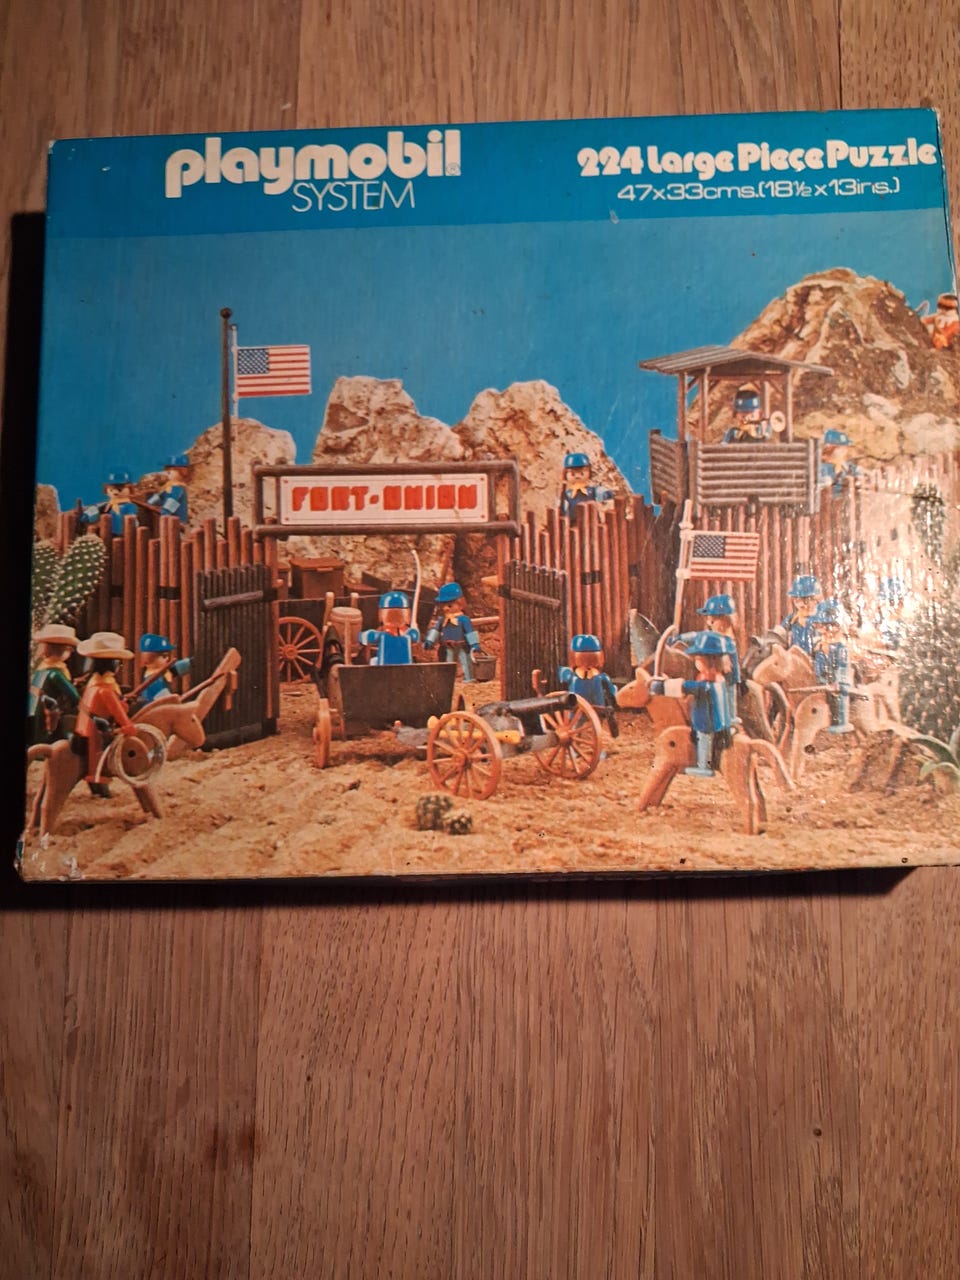 playmobil®
SYSTEM
224 Large Piece Puzzle
47x33cms.(18½x13ins.)
FORT-UNION